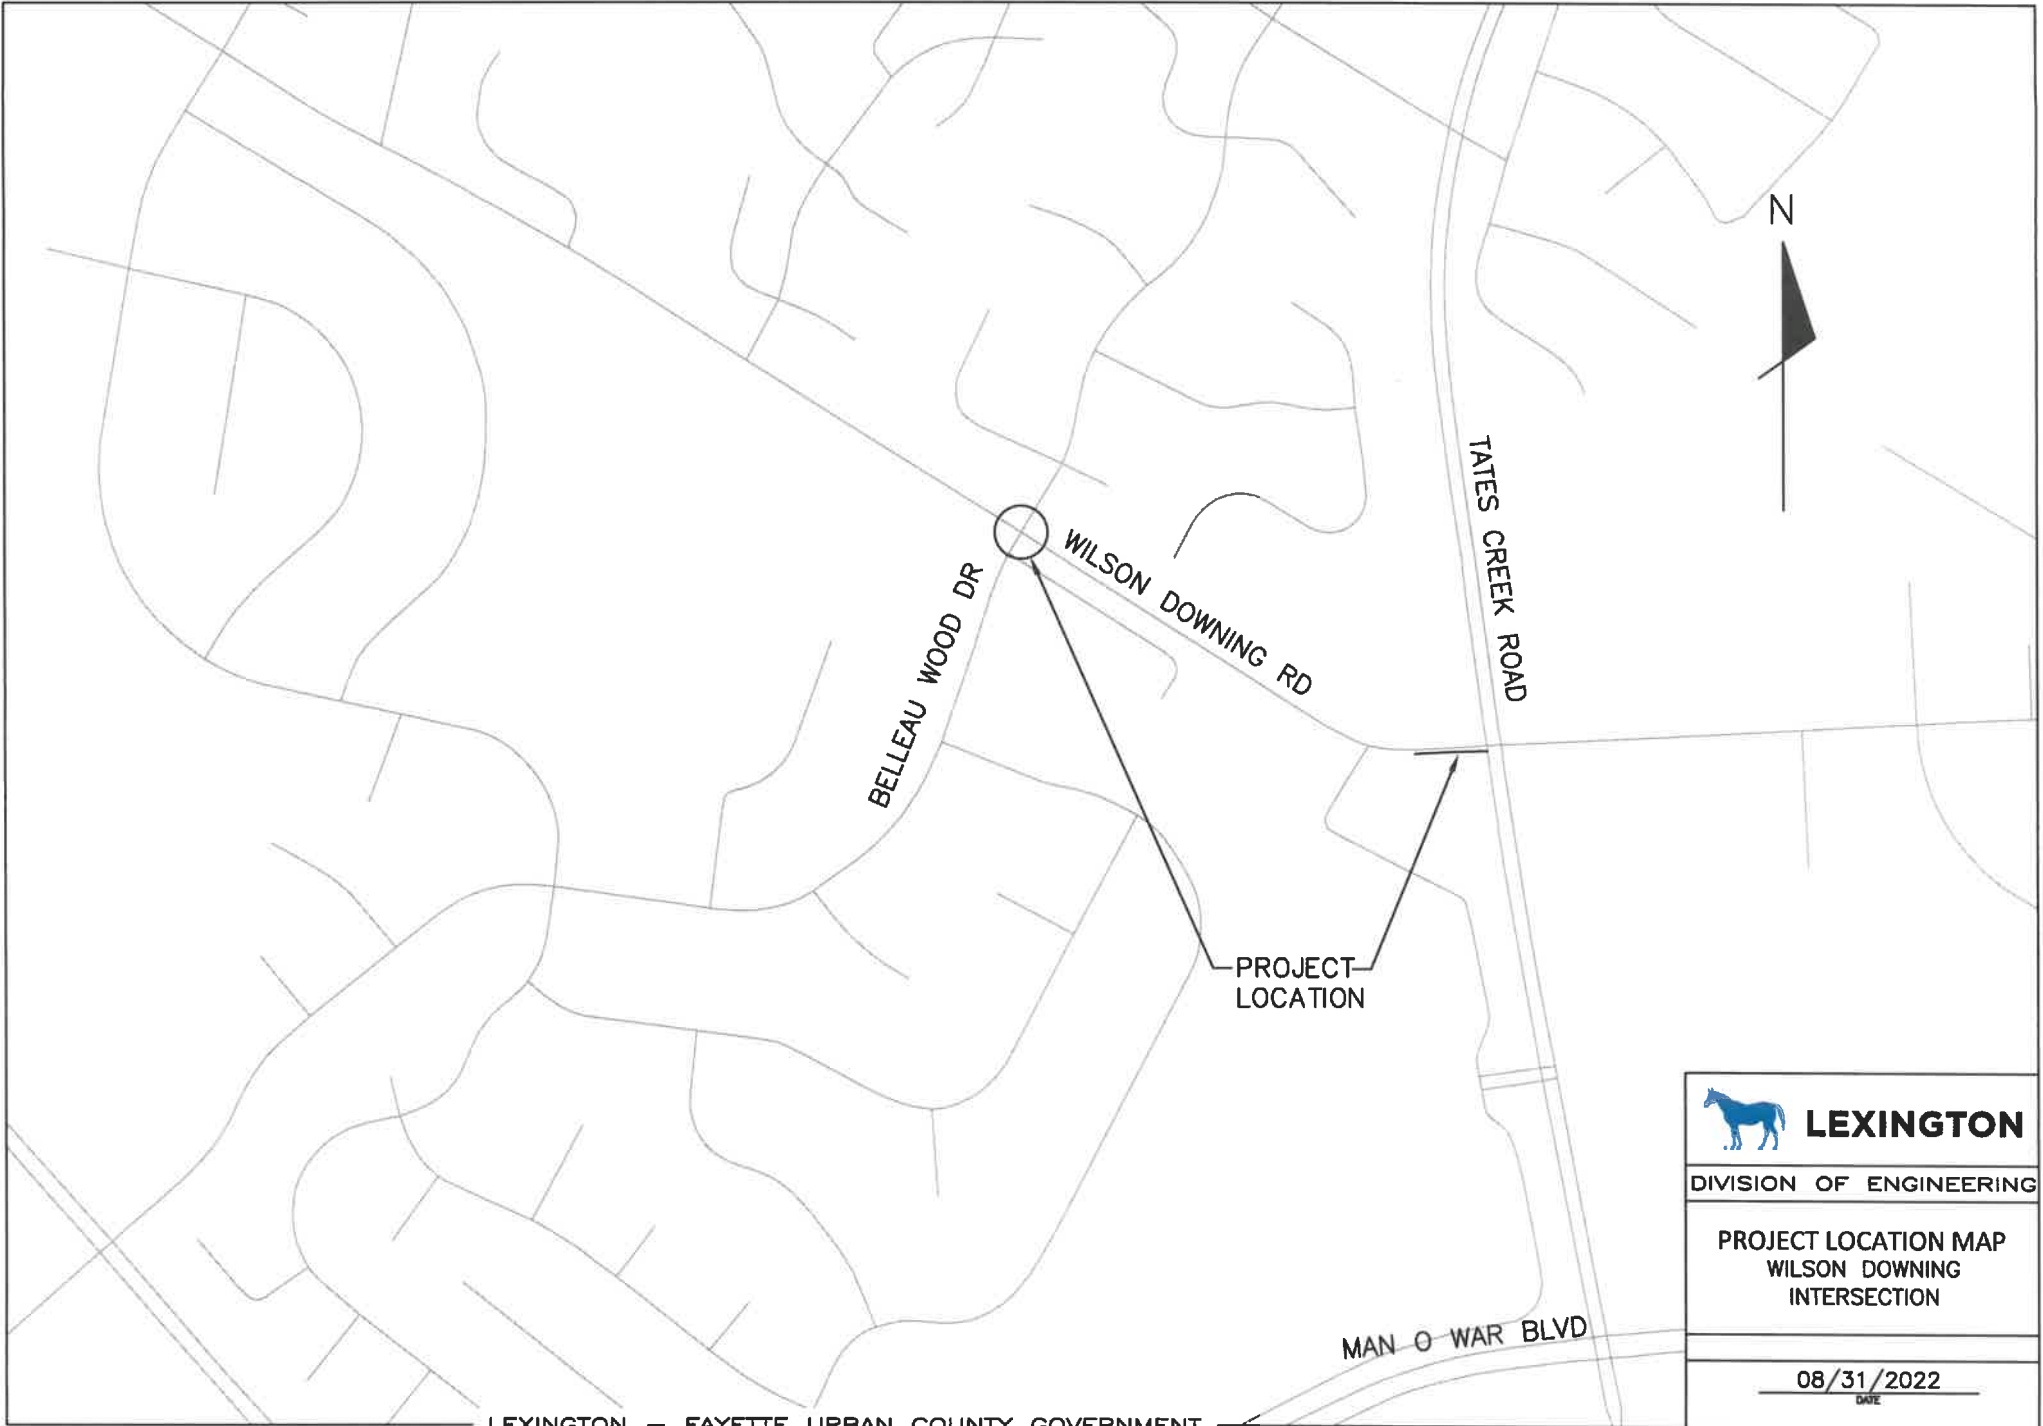 N
TATES CREEK ROAD
WILSON DOWNING RD
BELLEAU WOOD DR
PROJECT
LOCATION
MAN O WAR BLVD
LEXINGTON
DIVISION OF ENGINEERING
PROJECT LOCATION MAP
WILSON DOWNING
INTERSECTION
08/31/2022
DATE
LEXINGTON - FAYETTE URBAN COUNTY GOVERNMENT